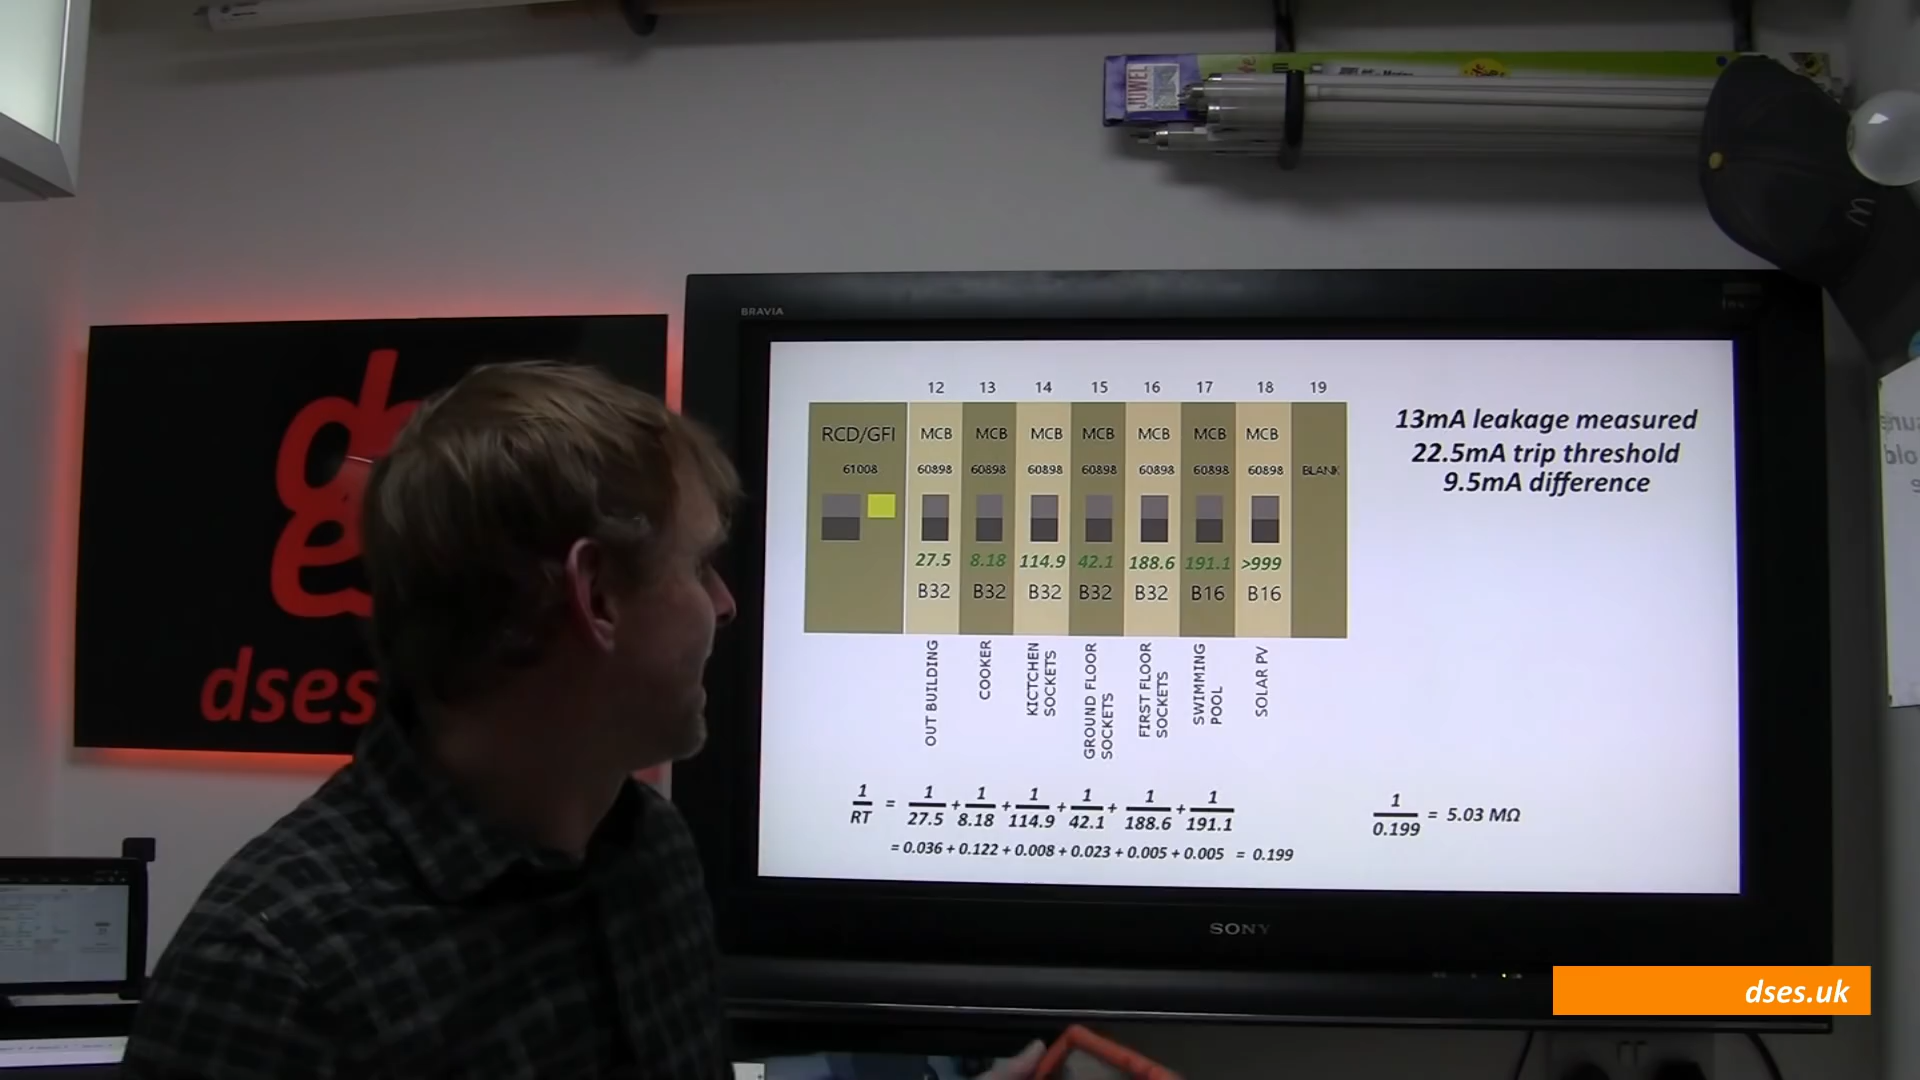 JUWEL
BRAVIA
ds
es
dses
12 13 14 15 16 17 18 19
RCD/GFI MCB MCB MCB MCB MCB MCB MCB
61008 60898 60898 60898 60898 60898 60898 60898 BLANK
27.5 8.18 114.9 42.1 188.6 191.1 >999
B32 B32 B32 B32 B32 B16 B16
OUT BUILDING
COOKER
KICTCHEN
SOCKETS
GROUND FLOOR
SOCKETS
FIRST FLOOR
SOCKETS
SWIMMING
POOL
SOLAR PV
13mA leakage measured
22.5mA trip threshold
9.5mA difference
1/RT = 1/27.5 + 1/8.18 + 1/114.9 + 1/42.1 + 1/188.6 + 1/191.1
= 0.036 + 0.122 + 0.008 + 0.023 + 0.005 + 0.005 = 0.199
1/0.199 = 5.03 MΩ
SONY
dses.uk